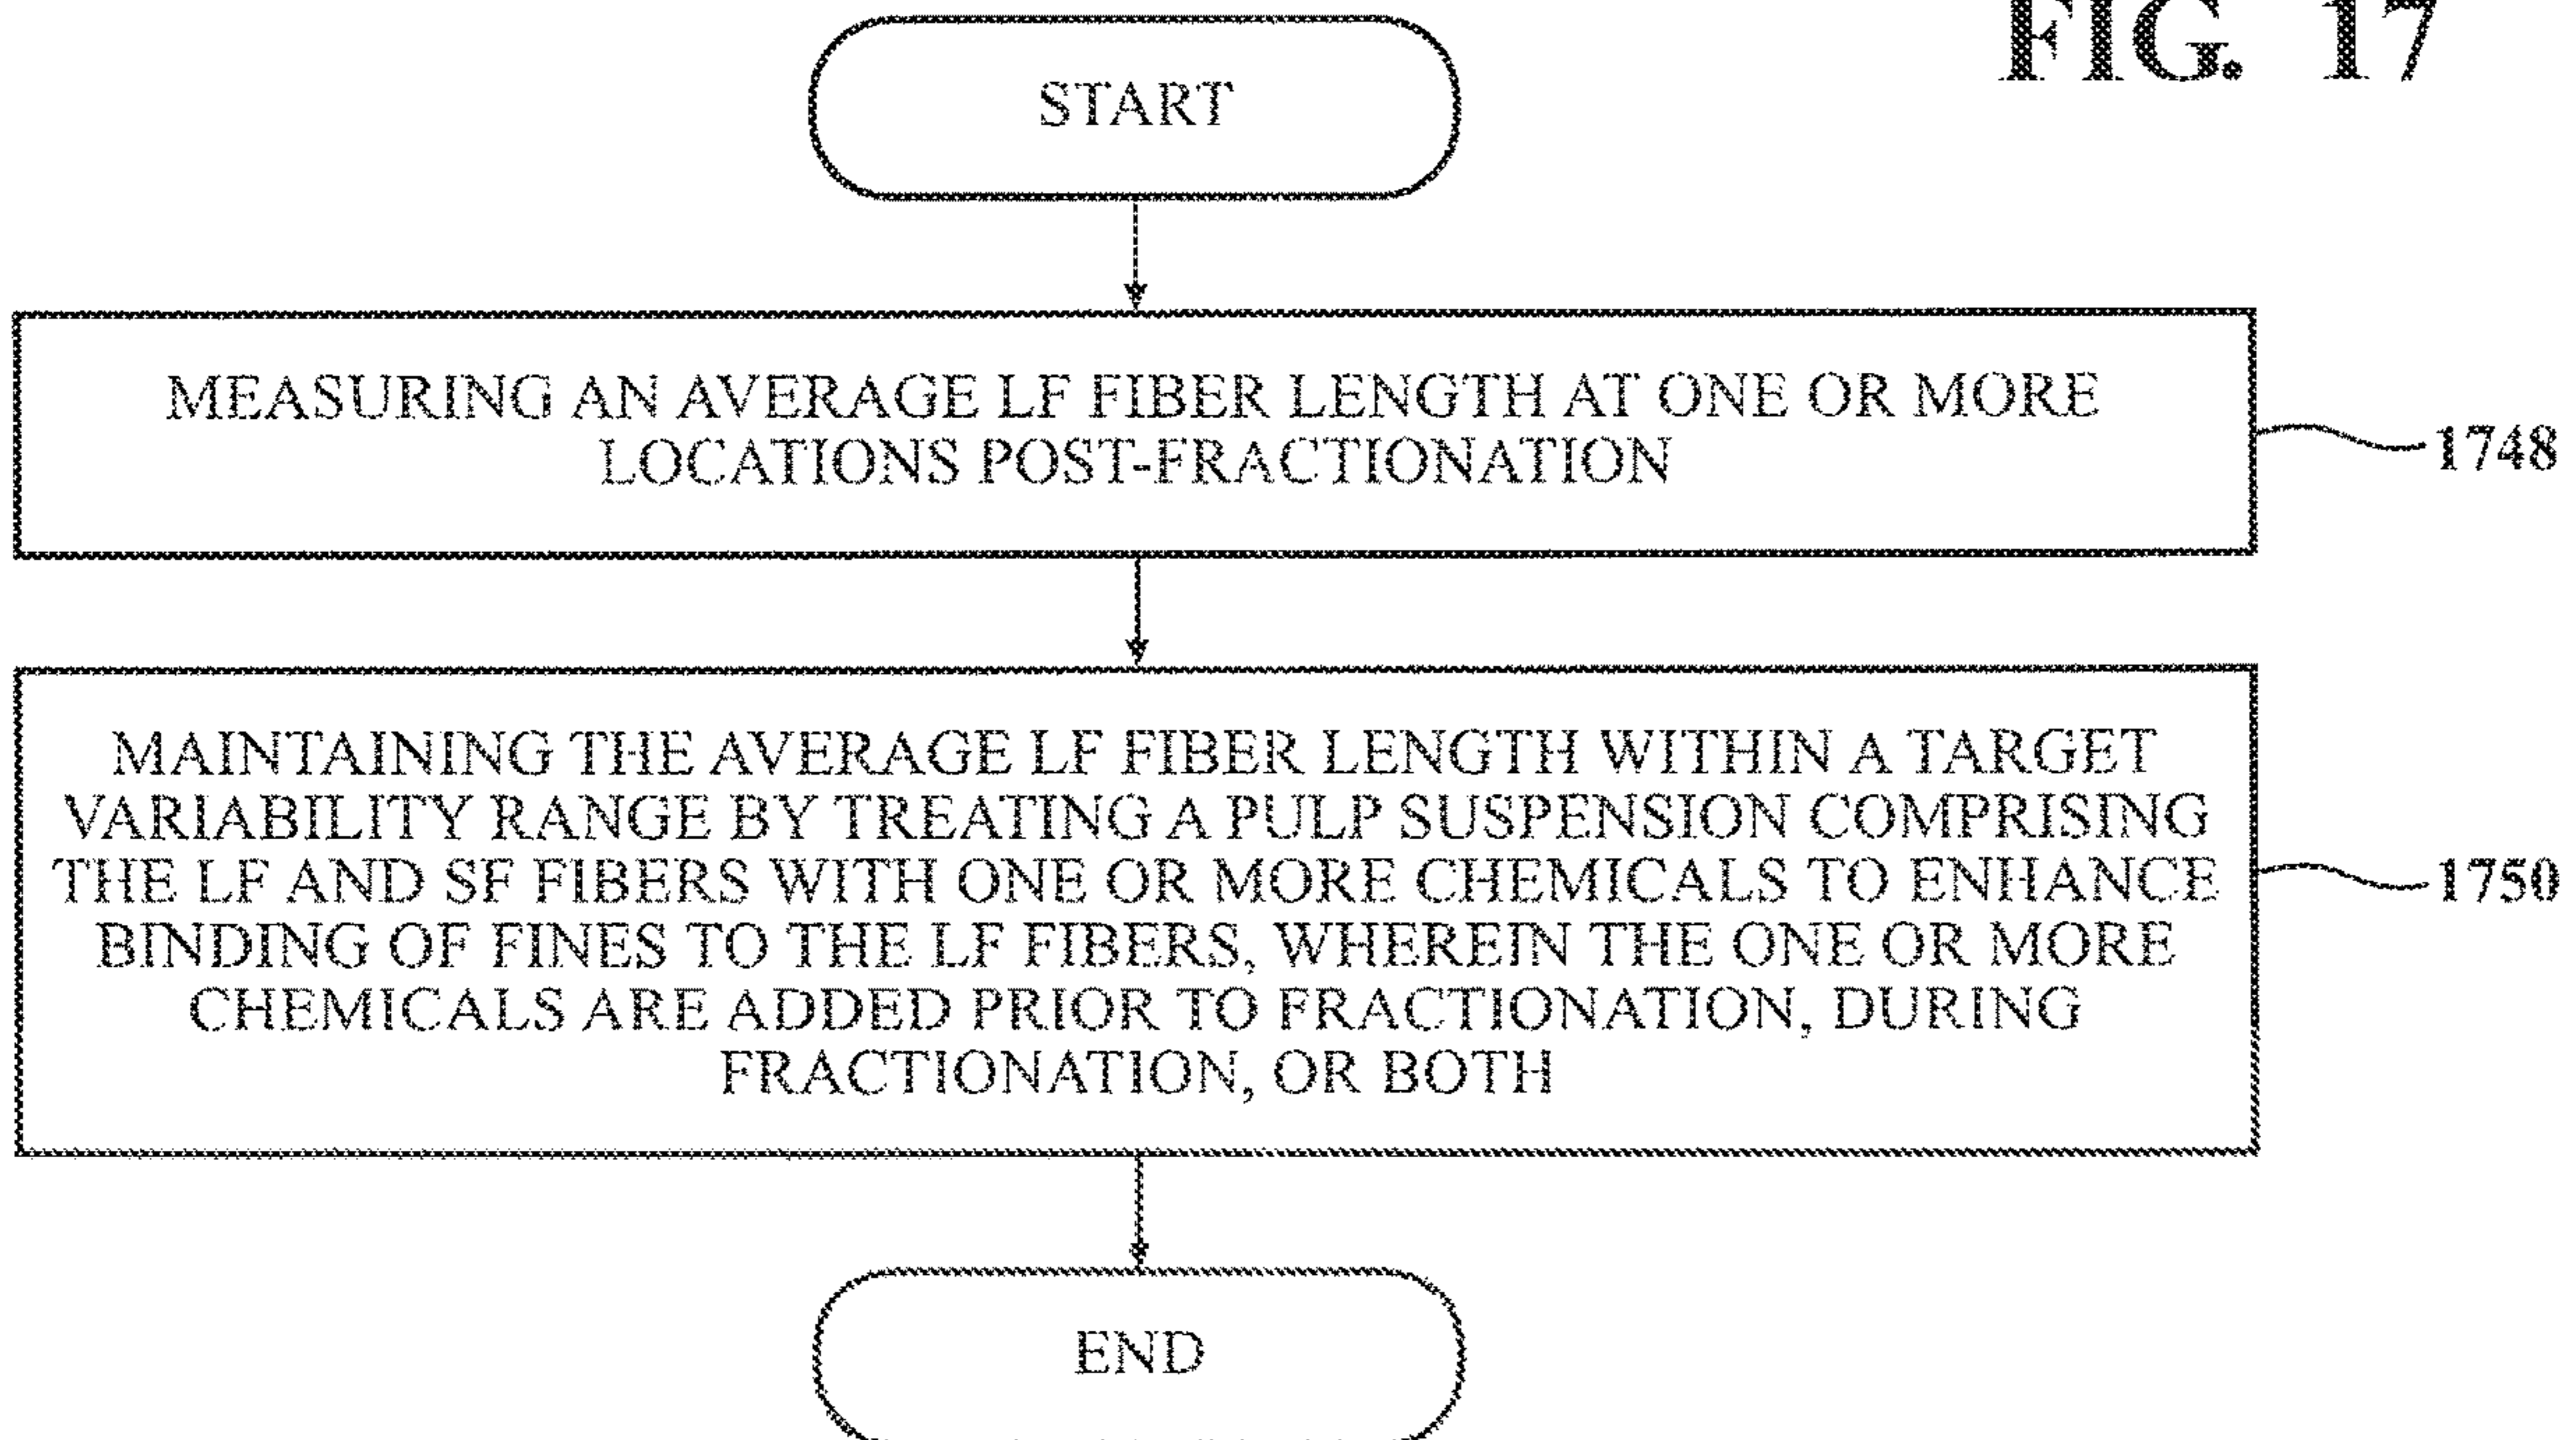 FIG. 17
START
MEASURING AN AVERAGE LF FIBER LENGTH AT ONE OR MORE
LOCATIONS POST-FRACTIONATION
1748
MAINTAINING THE AVERAGE LF FIBER LENGTH WITHIN A TARGET
VARIABILITY RANGE BY TREATING A PULP SUSPENSION COMPRISING
THE LF AND SF FIBERS WITH ONE OR MORE CHEMICALS TO ENHANCE
BINDING OF FINES TO THE LF FIBERS, WHEREIN THE ONE OR MORE
CHEMICALS ARE ADDED PRIOR TO FRACTIONATION, DURING
FRACTIONATION, OR BOTH
1750
END